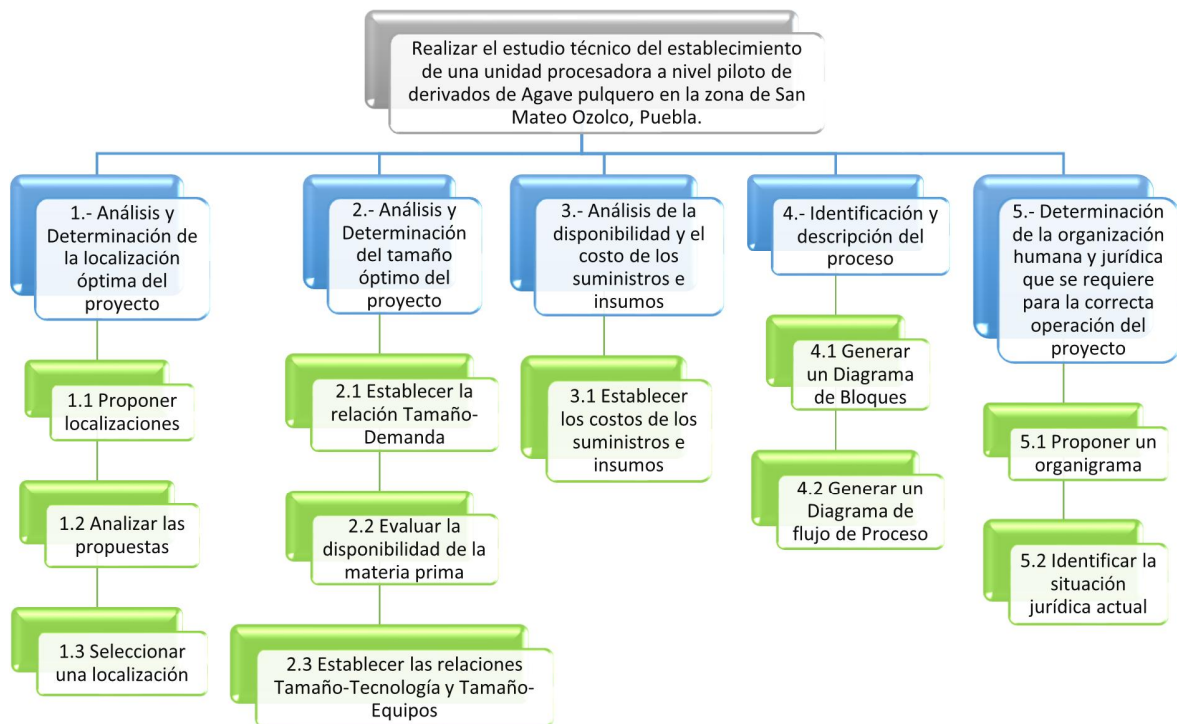 Realizar el estudio técnico del establecimiento
de una unidad procesadora a nivel piloto de
derivados de Agave pulquero en la zona de San
Mateo Ozolco, Puebla.
1.- Análisis y
Determinación de
la localización
óptima del
proyecto
1.1 Proponer
localizaciones
1.2 Analizar las
propuestas
1.3 Seleccionar
una localización
2.- Análisis y
Determinación
del tamaño
óptimo del
proyecto
2.1 Establecer la
relación Tamaño-
Demanda
2.2 Evaluar la
disponibilidad de la
materia prima
2.3 Establecer las relaciones
Tamaño-Tecnología y Tamaño-
Equipos
3.- Análisis de la
disponibilidad y el
costo de los
suministros e
insumos
3.1 Establecer
los costos de los
suministros e
insumos
4.- Identificación y
descripción del
proceso
4.1 Generar
un Diagrama
de Bloques
4.2 Generar un
Diagrama de
flujo de Proceso
5.- Determinación
de la organización
humana y jurídica
que se requiere
para la correcta
operación del
proyecto
5.1 Proponer un
organigrama
5.2 Identificar la
situación
jurídica actual